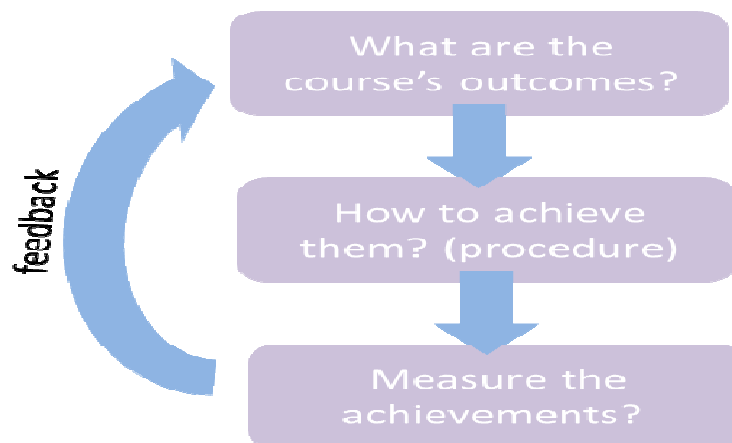 What are the
course's outcomes?
How to achieve
them? (procedure)
Measure the
achievements?
feedback